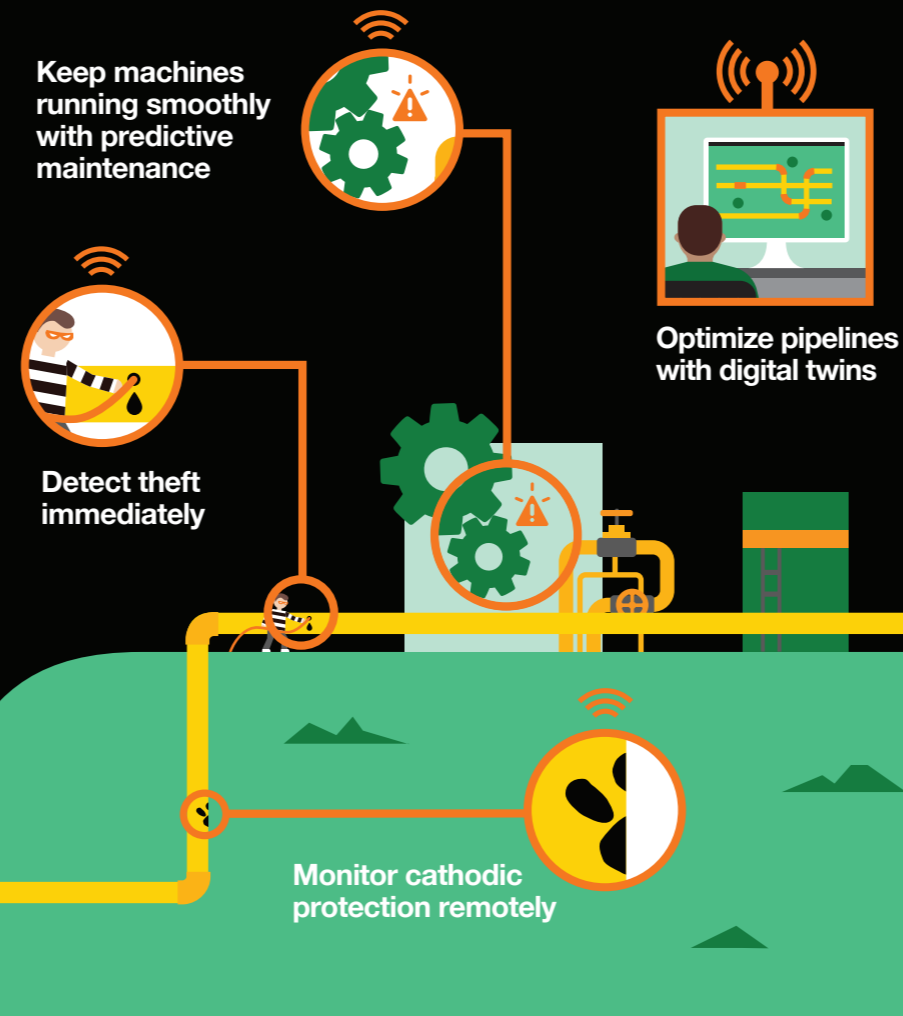 Keep machines
running smoothly
with predictive
maintenance
Optimize pipelines
with digital twins
Detect theft
immediately
Monitor cathodic
protection remotely